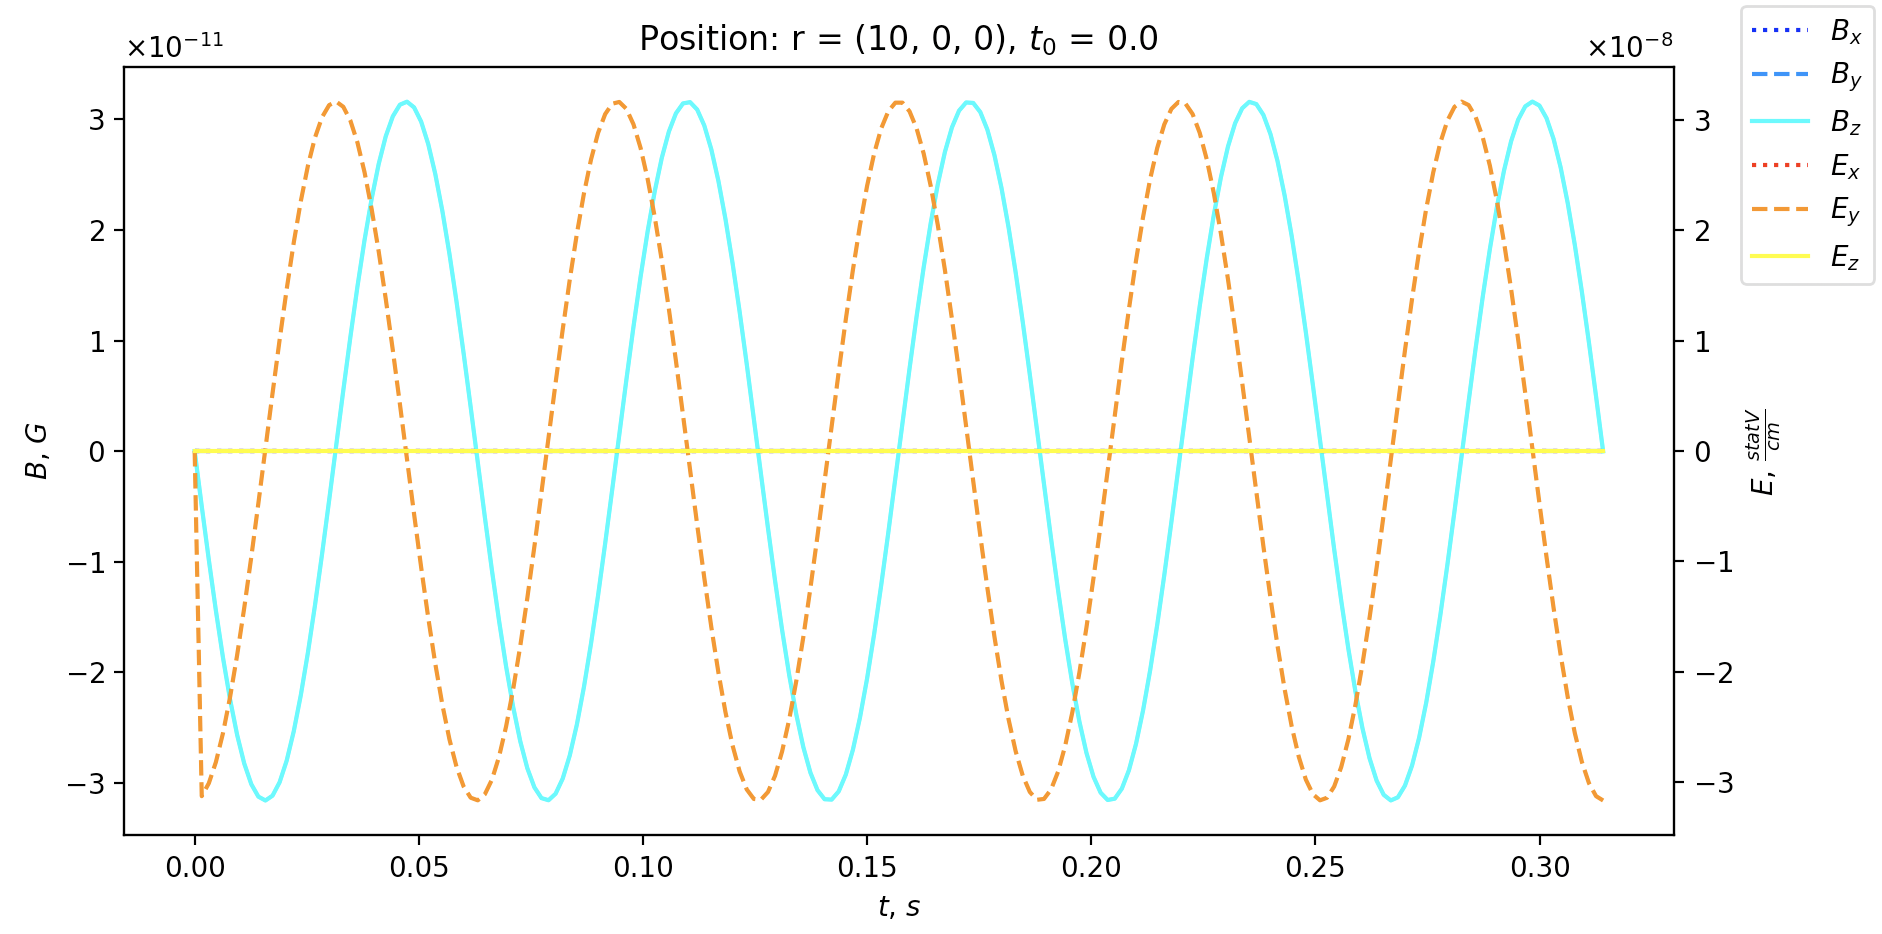 Position: r = (10, 0, 0), t₀ = 0.0
×10⁻¹¹
×10⁻⁸
3
2
1
0
−1
−2
−3
B, G
3
2
1
0
−1
−2
−3
E, statV/cm
0.00 0.05 0.10 0.15 0.20 0.25 0.30
t, s
Bₓ
B_y
B_z
Eₓ
E_y
E_z